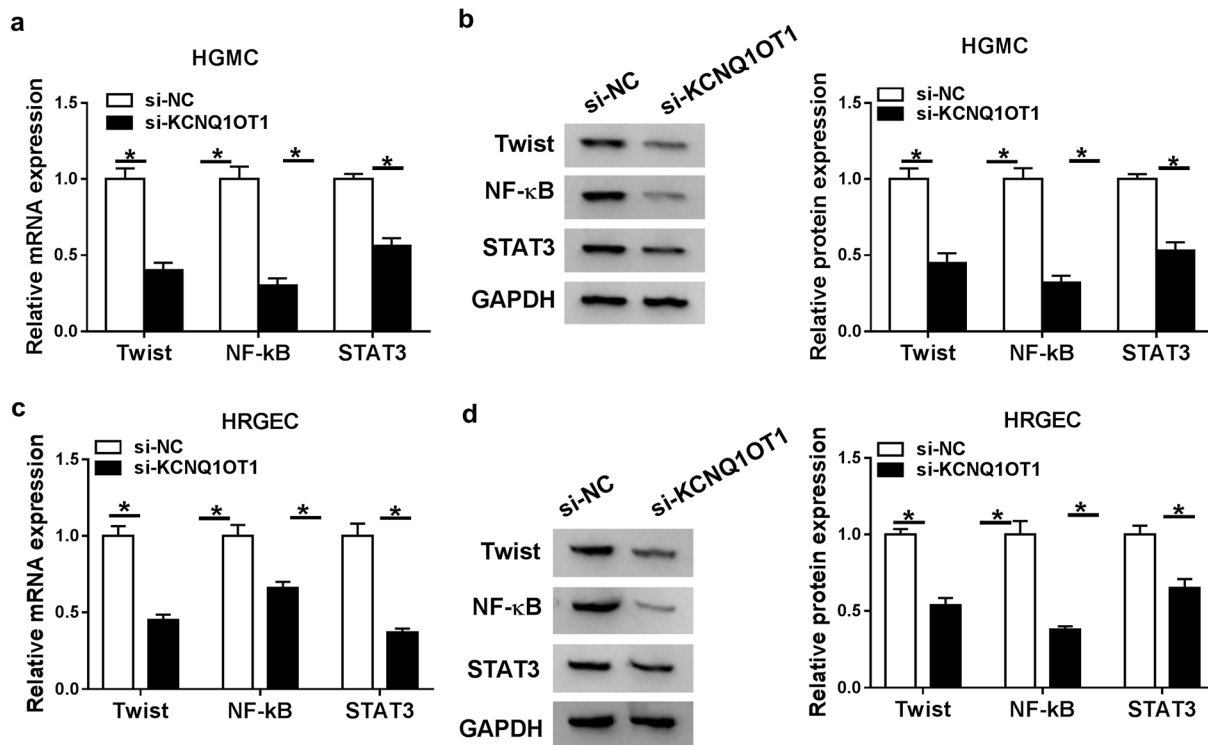 a
HGMC
si-NC
si-KCNQ1OT1
Relative mRNA expression
1.5
1.0
0.5
0.0
* * * *
Twist NF-kB STAT3
b
si-NC si-KCNQ1OT1
Twist
NF-κB
STAT3
GAPDH
HGMC
si-NC
si-KCNQ1OT1
Relative protein expression
1.5
1.0
0.5
0.0
* * * *
Twist NF-kB STAT3
c
HRGEC
si-NC
si-KCNQ1OT1
Relative mRNA expression
1.5
1.0
0.5
0.0
* * * *
Twist NF-kB STAT3
d
si-NC si-KCNQ1OT1
Twist
NF-κB
STAT3
GAPDH
HRGEC
si-NC
si-KCNQ1OT1
Relative protein expression
1.5
1.0
0.5
0.0
* * * *
Twist NF-kB STAT3